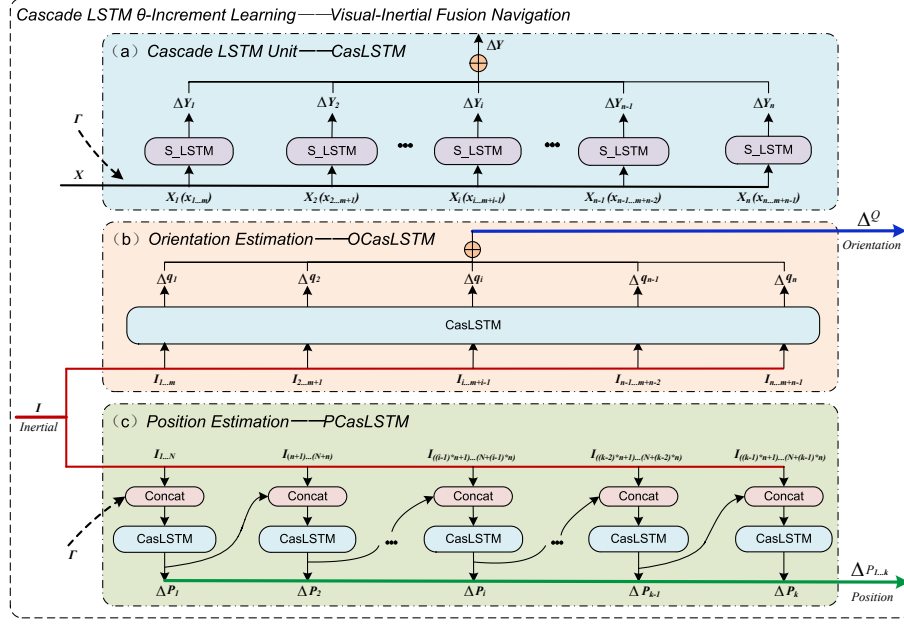 Cascade LSTM θ-Increment Learning——Visual-Inertial Fusion Navigation
（a）Cascade LSTM Unit——CasLSTM
ΔY
ΔY1 ΔY2 ΔYi ΔYn-1 ΔYn
Γ
S_LSTM S_LSTM ••• S_LSTM ••• S_LSTM S_LSTM
X
X1(x1...m) X2(x2...m+1) Xi(xi...m+i-1) Xn-1(xn-1...m+n-2) Xn(xn...m+n-1)
（b）Orientation Estimation——OCasLSTM
ΔQ
Orientation
Δq1 Δq2 Δqi Δqn-1 Δqn
CasLSTM
I1...m I2...m+1 Ii...m+i-1 In-1...m+n-2 In...m+n-1
I
Inertial
（c）Position Estimation——PCasLSTM
I1...N I(n+1)...(N+n) I((i-1)*n+1)...(N+(i-1)*n) I((k-2)*n+1)...(N+(k-2)*n) I((k-1)*n+1)...(N+(k-1)*n)
Concat Concat Concat Concat Concat
Γ
CasLSTM CasLSTM ••• CasLSTM ••• CasLSTM CasLSTM
ΔP1 ΔP2 ΔPi ΔPk-1 ΔPk
ΔP1...k
Position